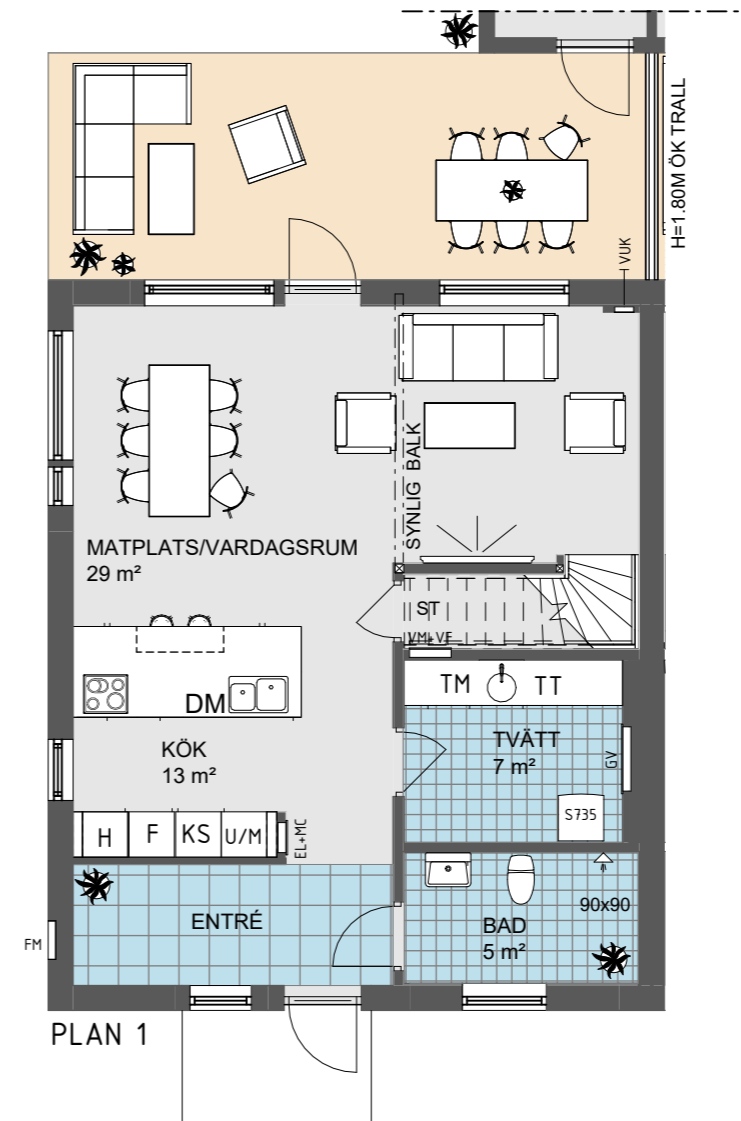 H=1.80M ÖK TRALL
VUK
SYNLIG BALK
MATPLATS/VARDAGSRUM
29 m²
ST
VM+VF
TM
TT
DM
TVÄTT
7 m²
GV
KÖK
13 m²
S735
H
F
KS
U/M
EL+MC
90x90
ENTRÉ
BAD
5 m²
FM
PLAN 1